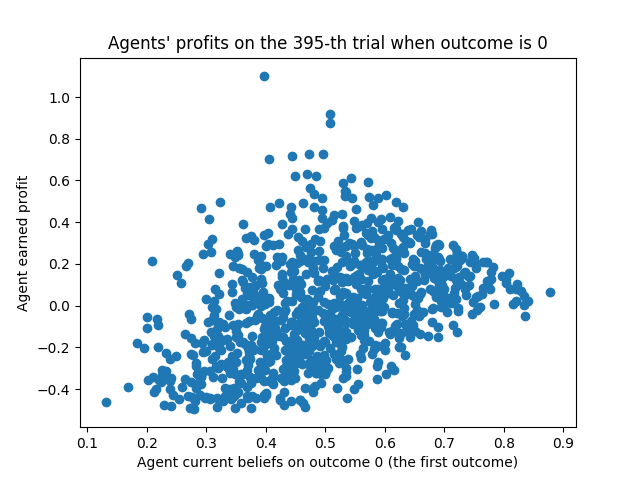 Agents' profits on the 395-th trial when outcome is 0
Agent earned profit
1.0
0.8
0.6
0.4
0.2
0.0
−0.2
−0.4
0.1 0.2 0.3 0.4 0.5 0.6 0.7 0.8 0.9
Agent current beliefs on outcome 0 (the first outcome)